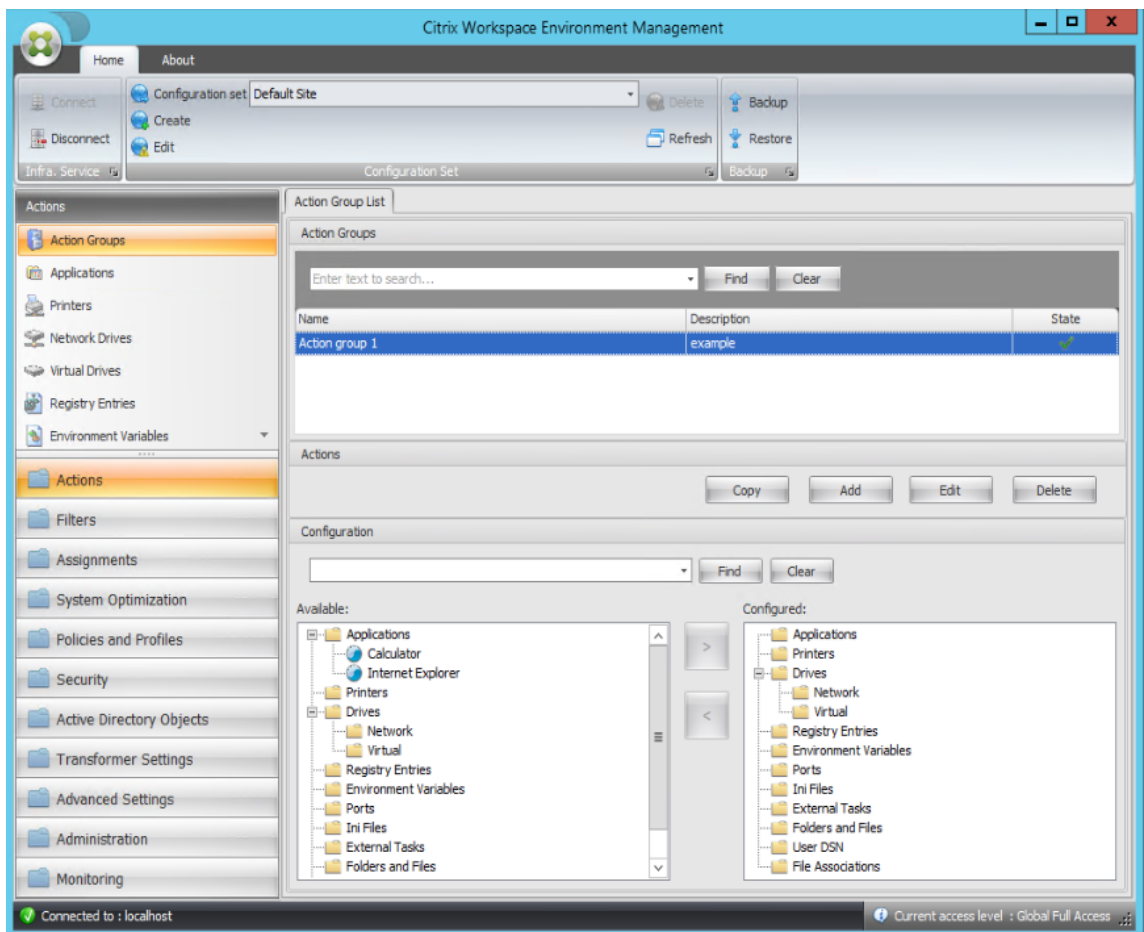 Citrix Workspace Environment Management
Home About
Connect
Disconnect
Infra. Service
Configuration set Default Site
Create
Edit
Delete
Refresh
Configuration Set
Backup
Restore
Backup
Actions
Action Groups
Applications
Printers
Network Drives
Virtual Drives
Registry Entries
Environment Variables
Actions
Filters
Assignments
System Optimization
Policies and Profiles
Security
Active Directory Objects
Transformer Settings
Advanced Settings
Administration
Monitoring
Action Group List
Action Groups
Enter text to search... Find Clear
Name Description State
Action group 1 example
Actions
Copy Add Edit Delete
Configuration
Find Clear
Available:
Applications
Calculator
Internet Explorer
Printers
Drives
Network
Virtual
Registry Entries
Environment Variables
Ports
Ini Files
External Tasks
Folders and Files
>
<
Configured:
Applications
Printers
Drives
Network
Virtual
Registry Entries
Environment Variables
Ports
Ini Files
External Tasks
Folders and Files
User DSN
File Associations
Connected to : localhost
Current access level : Global Full Access